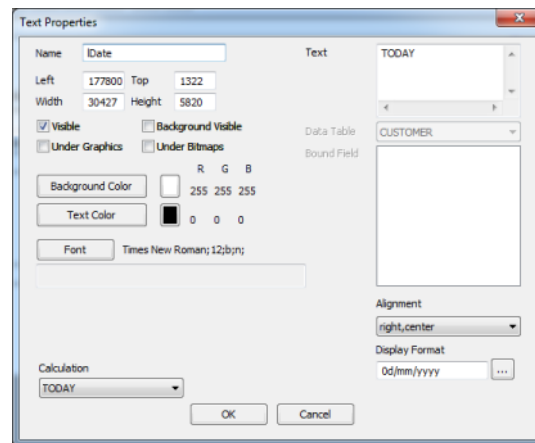 Text Properties
Name lDate Text TODAY
Left 177800 Top 1322
Width 30427 Height 5820
Visible Background Visible Data Table CUSTOMER
Under Graphics Under Bitmaps Bound Field
R G B
Background Color 255 255 255
Text Color 0 0 0
Font Times New Roman;12;b;n;
Alignment
right,center
Display Format
0d/mm/yyyy ...
Calculation
TODAY
OK Cancel